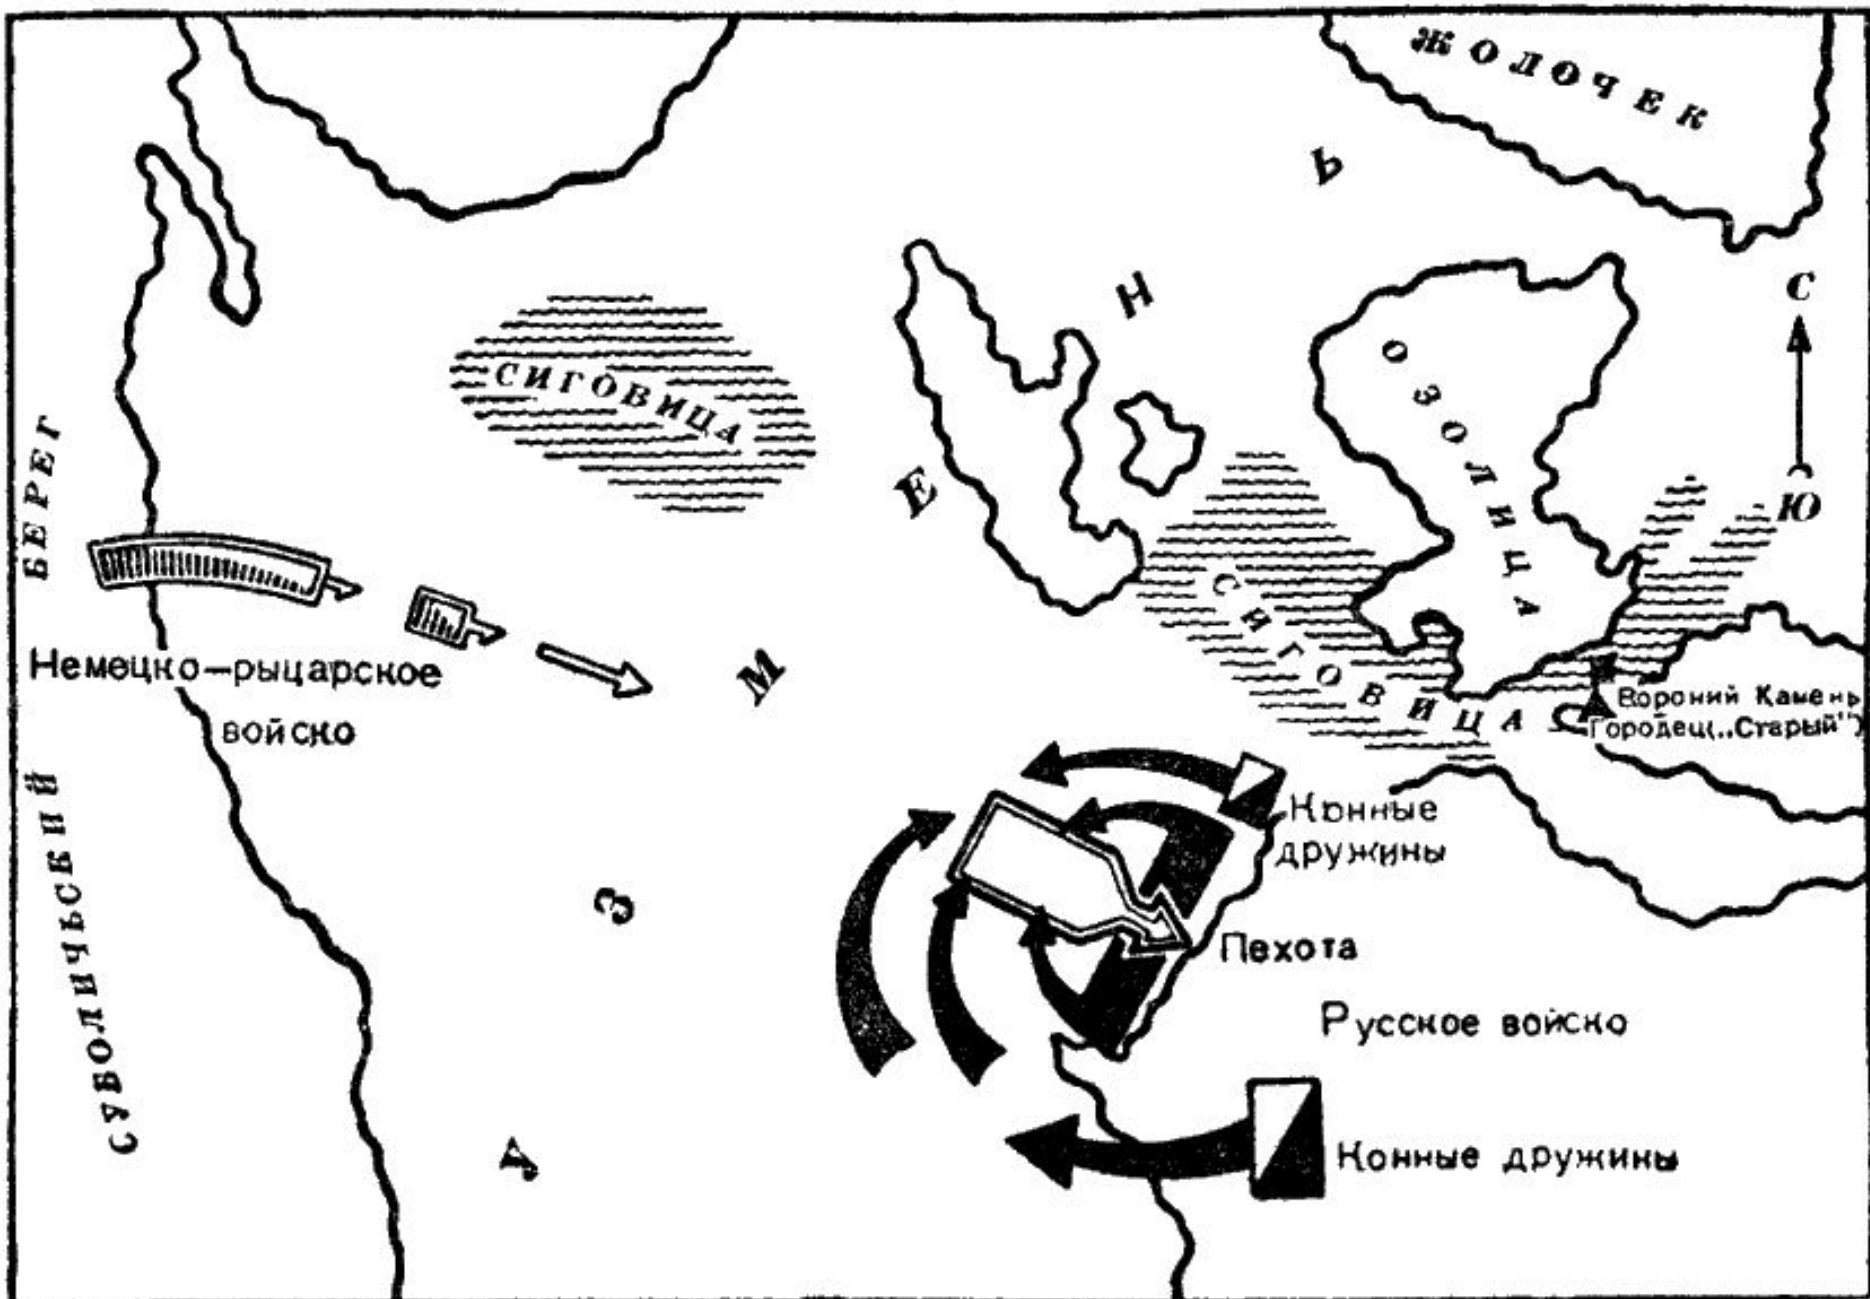 ЖОЛОЧЕК
УЗМЕНЬ
С
Ю
СИГОВИЦА
ОЗОЛИЦА
СИГОВИЦА
СУБОЛИЧЬСКИЙ БЕРЕГ
Немецко-рыцарское
войско
Вороний Камень
Городец („Старый")
Конные
дружины
Пехота
Русское войско
Конные дружины